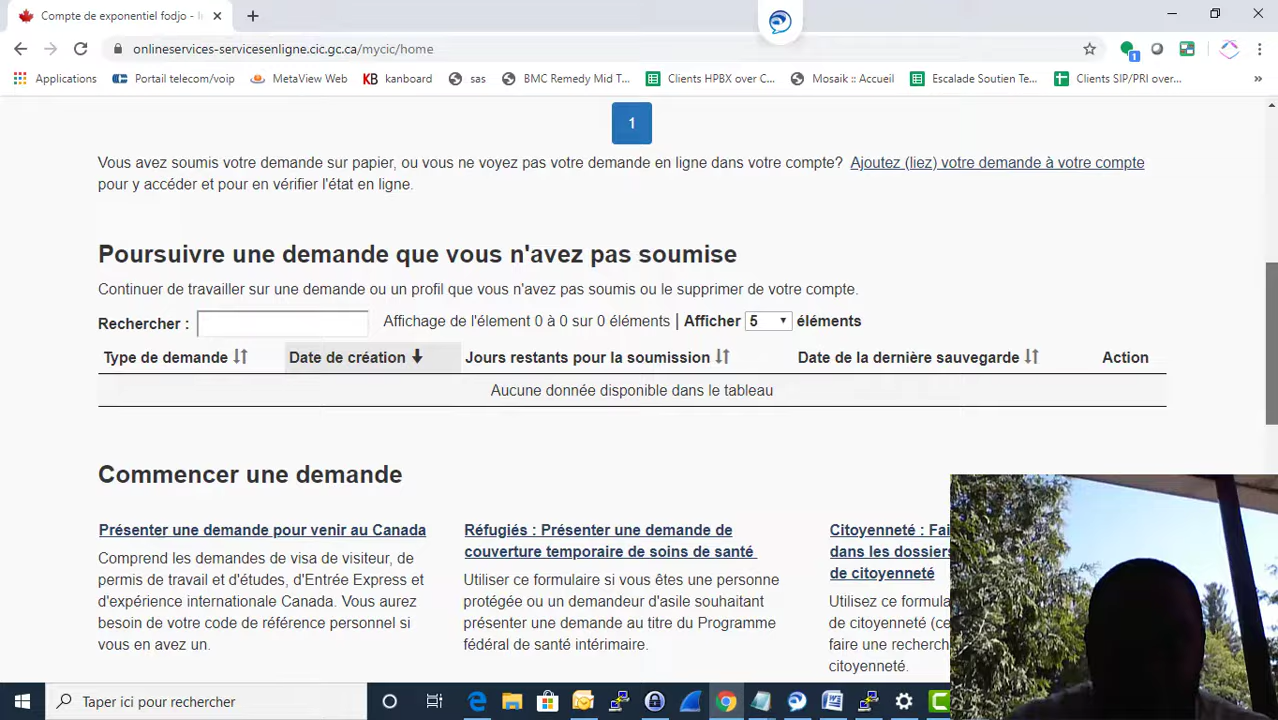 Compte de exponentiel fodjo - I
onlineservices-servicesenligne.cic.gc.ca/mycic/home
Applications Portail telecom/voip MetaView Web KB kanboard sas BMC Remedy Mid T... Clients HPBX over C... Mosaik :: Accueil Escalade Soutien Te... Clients SIP/PRI over... »
1
1
Vous avez soumis votre demande sur papier, ou vous ne voyez pas votre demande en ligne dans votre compte? Ajoutez (liez) votre demande à votre compte
pour y accéder et pour en vérifier l'état en ligne.
Poursuivre une demande que vous n'avez pas soumise
Continuer de travailler sur une demande ou un profil que vous n'avez pas soumis ou le supprimer de votre compte.
Rechercher : Affichage de l'élement 0 à 0 sur 0 éléments | Afficher 5 éléments
Type de demande Date de création Jours restants pour la soumission Date de la dernière sauvegarde Action
Aucune donnée disponible dans le tableau
Commencer une demande
Présenter une demande pour venir au Canada
Comprend les demandes de visa de visiteur, de
permis de travail et d'études, d'Entrée Express et
d'expérience internationale Canada. Vous aurez
besoin de votre code de référence personnel si
vous en avez un.
Réfugiés : Présenter une demande de
couverture temporaire de soins de santé
Utiliser ce formulaire si vous êtes une personne
protégée ou un demandeur d'asile souhaitant
présenter une demande au titre du Programme
fédéral de santé intérimaire.
Citoyenneté : Fai
dans les dossiers
de citoyenneté
Utilisez ce formula
de citoyenneté (ce
faire une recherch
citoyenneté.
Taper ici pour rechercher